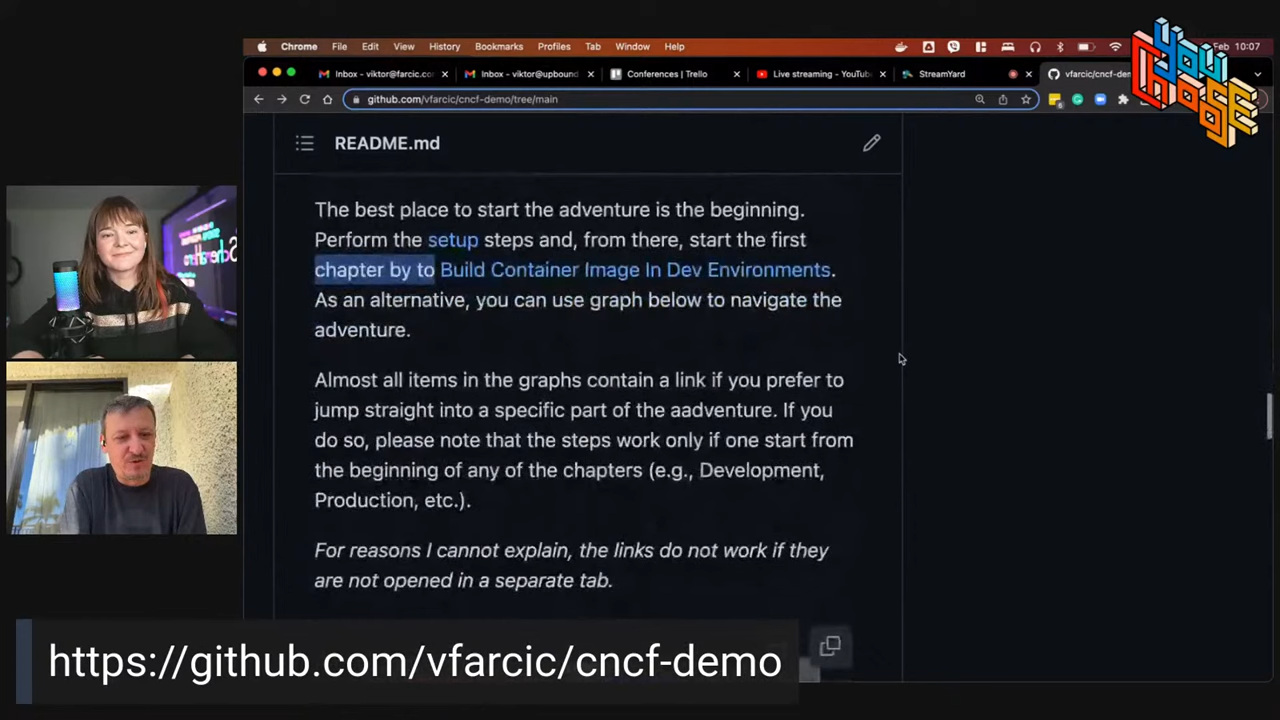 Chrome File Edit View History Bookmarks Profiles Tab Window Help
Feb 10:07
Inbox - viktor@farcic.co
Inbox - viktor@upbound
Conferences | Trello
Live streaming - YouTube
StreamYard
vfarcic/cncf-dem
github.com/vfarcic/cncf-demo/tree/main
You
Choose
README.md
The best place to start the adventure is the beginning.
Perform the setup steps and, from there, start the first
chapter by to Build Container Image In Dev Environments.
As an alternative, you can use graph below to navigate the
adventure.
Almost all items in the graphs contain a link if you prefer to
jump straight into a specific part of the aadventure. If you
do so, please note that the steps work only if one start from
the beginning of any of the chapters (e.g., Development,
Production, etc.).
For reasons I cannot explain, the links do not work if they
are not opened in a separate tab.
https://github.com/vfarcic/cncf-demo